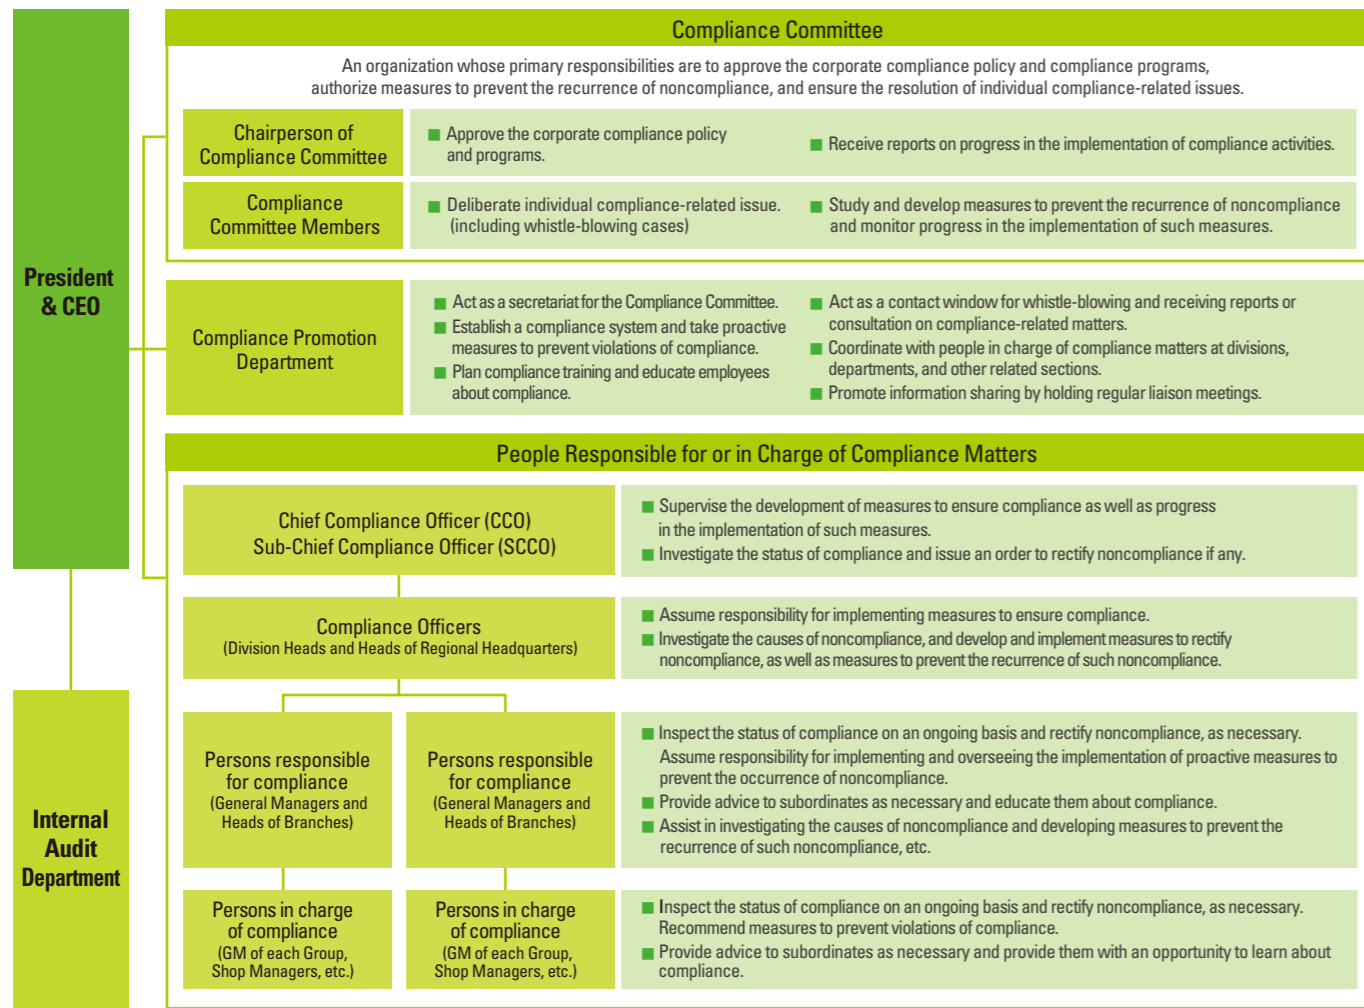 Compliance Committee
An organization whose primary responsibilities are to approve the corporate compliance policy and compliance programs,
authorize measures to prevent the recurrence of noncompliance, and ensure the resolution of individual compliance-related issues.
Chairperson of
Compliance Committee
■ Approve the corporate compliance policy
and programs.
■ Receive reports on progress in the implementation of compliance activities.
Compliance
Committee Members
■ Deliberate individual compliance-related issue.
(including whistle-blowing cases)
■ Study and develop measures to prevent the recurrence of noncompliance
and monitor progress in the implementation of such measures.
President
& CEO
Compliance Promotion
Department
■ Act as a secretariat for the Compliance Committee.
■ Establish a compliance system and take proactive
measures to prevent violations of compliance.
■ Plan compliance training and educate employees
about compliance.
■ Act as a contact window for whistle-blowing and receiving reports or
consultation on compliance-related matters.
■ Coordinate with people in charge of compliance matters at divisions,
departments, and other related sections.
■ Promote information sharing by holding regular liaison meetings.
People Responsible for or in Charge of Compliance Matters
Chief Compliance Officer (CCO)
Sub-Chief Compliance Officer (SCCO)
■ Supervise the development of measures to ensure compliance as well as progress
in the implementation of such measures.
■ Investigate the status of compliance and issue an order to rectify noncompliance if any.
Compliance Officers
(Division Heads and Heads of Regional Headquarters)
■ Assume responsibility for implementing measures to ensure compliance.
■ Investigate the causes of noncompliance, and develop and implement measures to rectify
noncompliance, as well as measures to prevent the recurrence of such noncompliance.
Persons responsible
for compliance
(General Managers and
Heads of Branches)
Persons responsible
for compliance
(General Managers and
Heads of Branches)
■ Inspect the status of compliance on an ongoing basis and rectify noncompliance, as necessary.
Assume responsibility for implementing and overseeing the implementation of proactive measures to
prevent the occurrence of noncompliance.
■ Provide advice to subordinates as necessary and educate them about compliance.
■ Assist in investigating the causes of noncompliance and developing measures to prevent the
recurrence of such noncompliance, etc.
Internal
Audit
Department
Persons in charge
of compliance
(GM of each Group,
Shop Managers, etc.)
Persons in charge
of compliance
(GM of each Group,
Shop Managers, etc.)
■ Inspect the status of compliance on an ongoing basis and rectify noncompliance, as necessary.
Recommend measures to prevent violations of compliance.
■ Provide advice to subordinates as necessary and provide them with an opportunity to learn about
compliance.